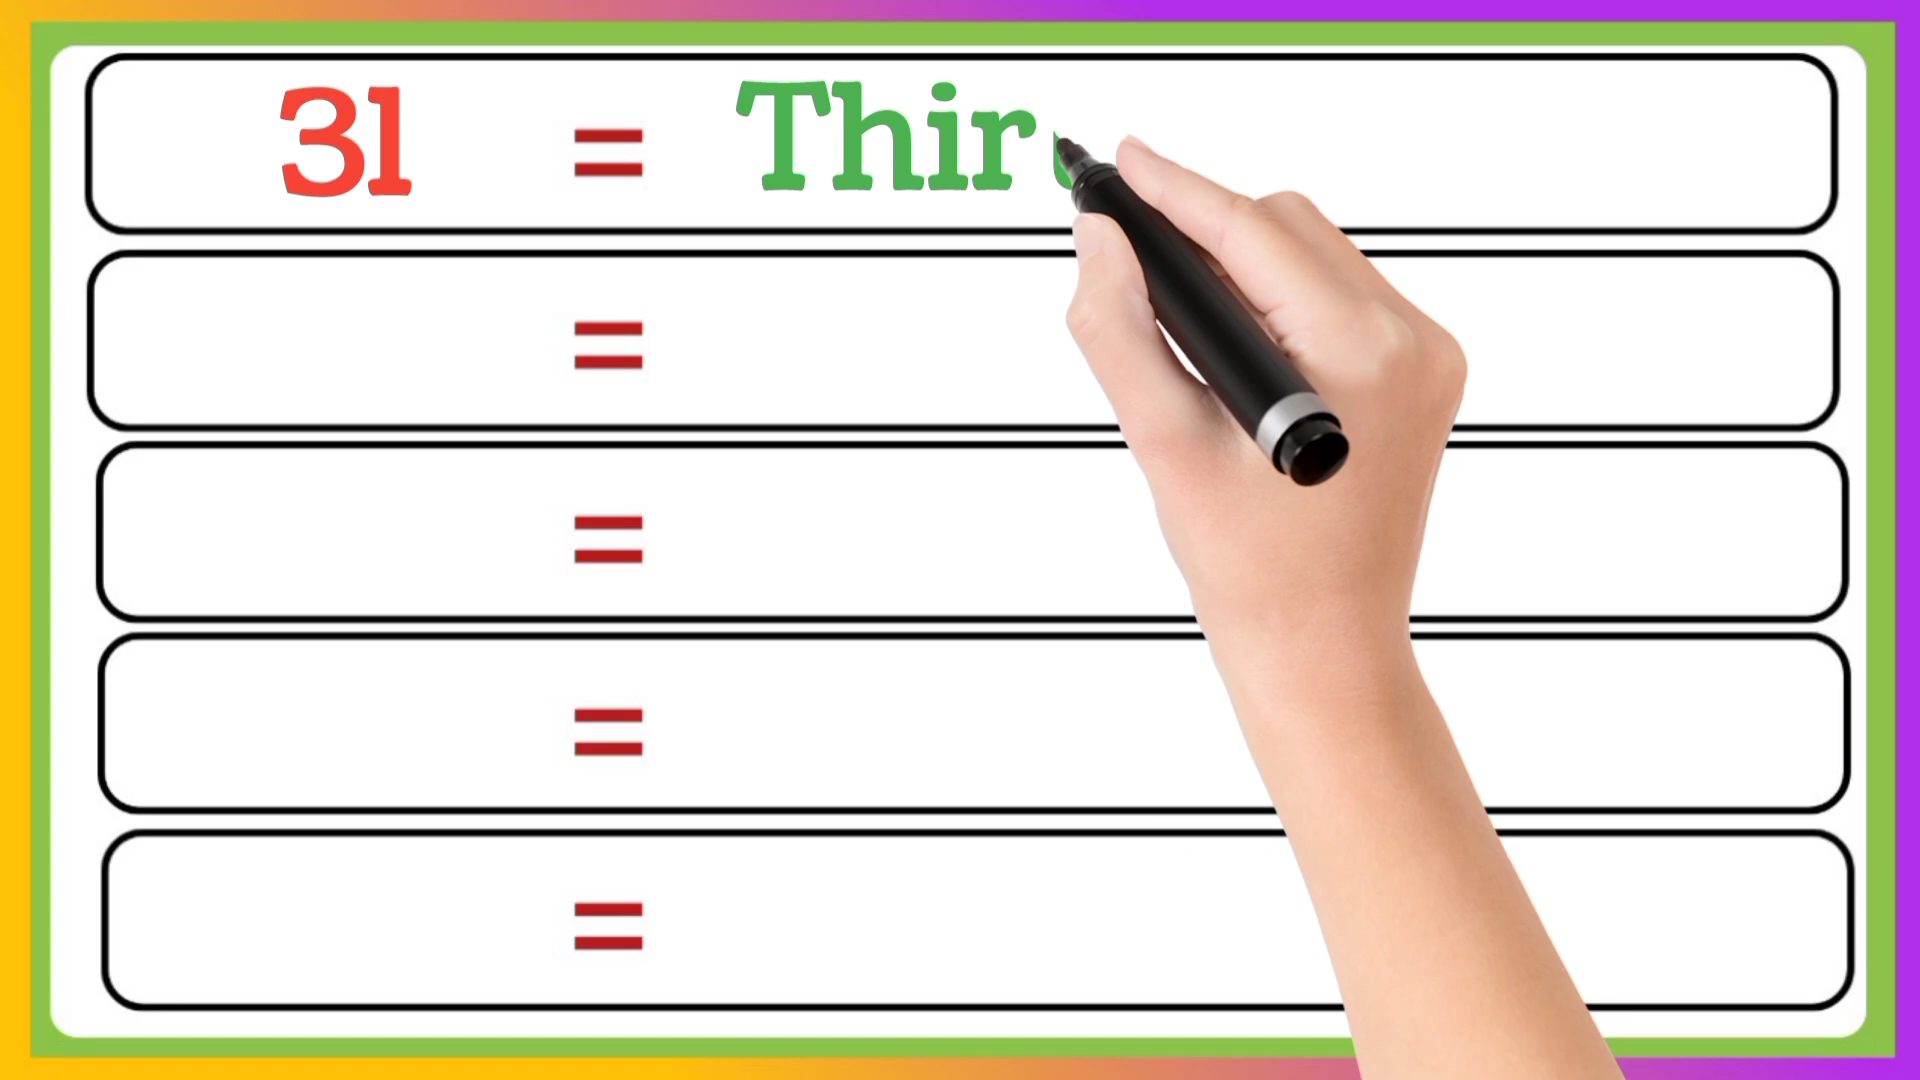 31 = Thir
=
=
=
=